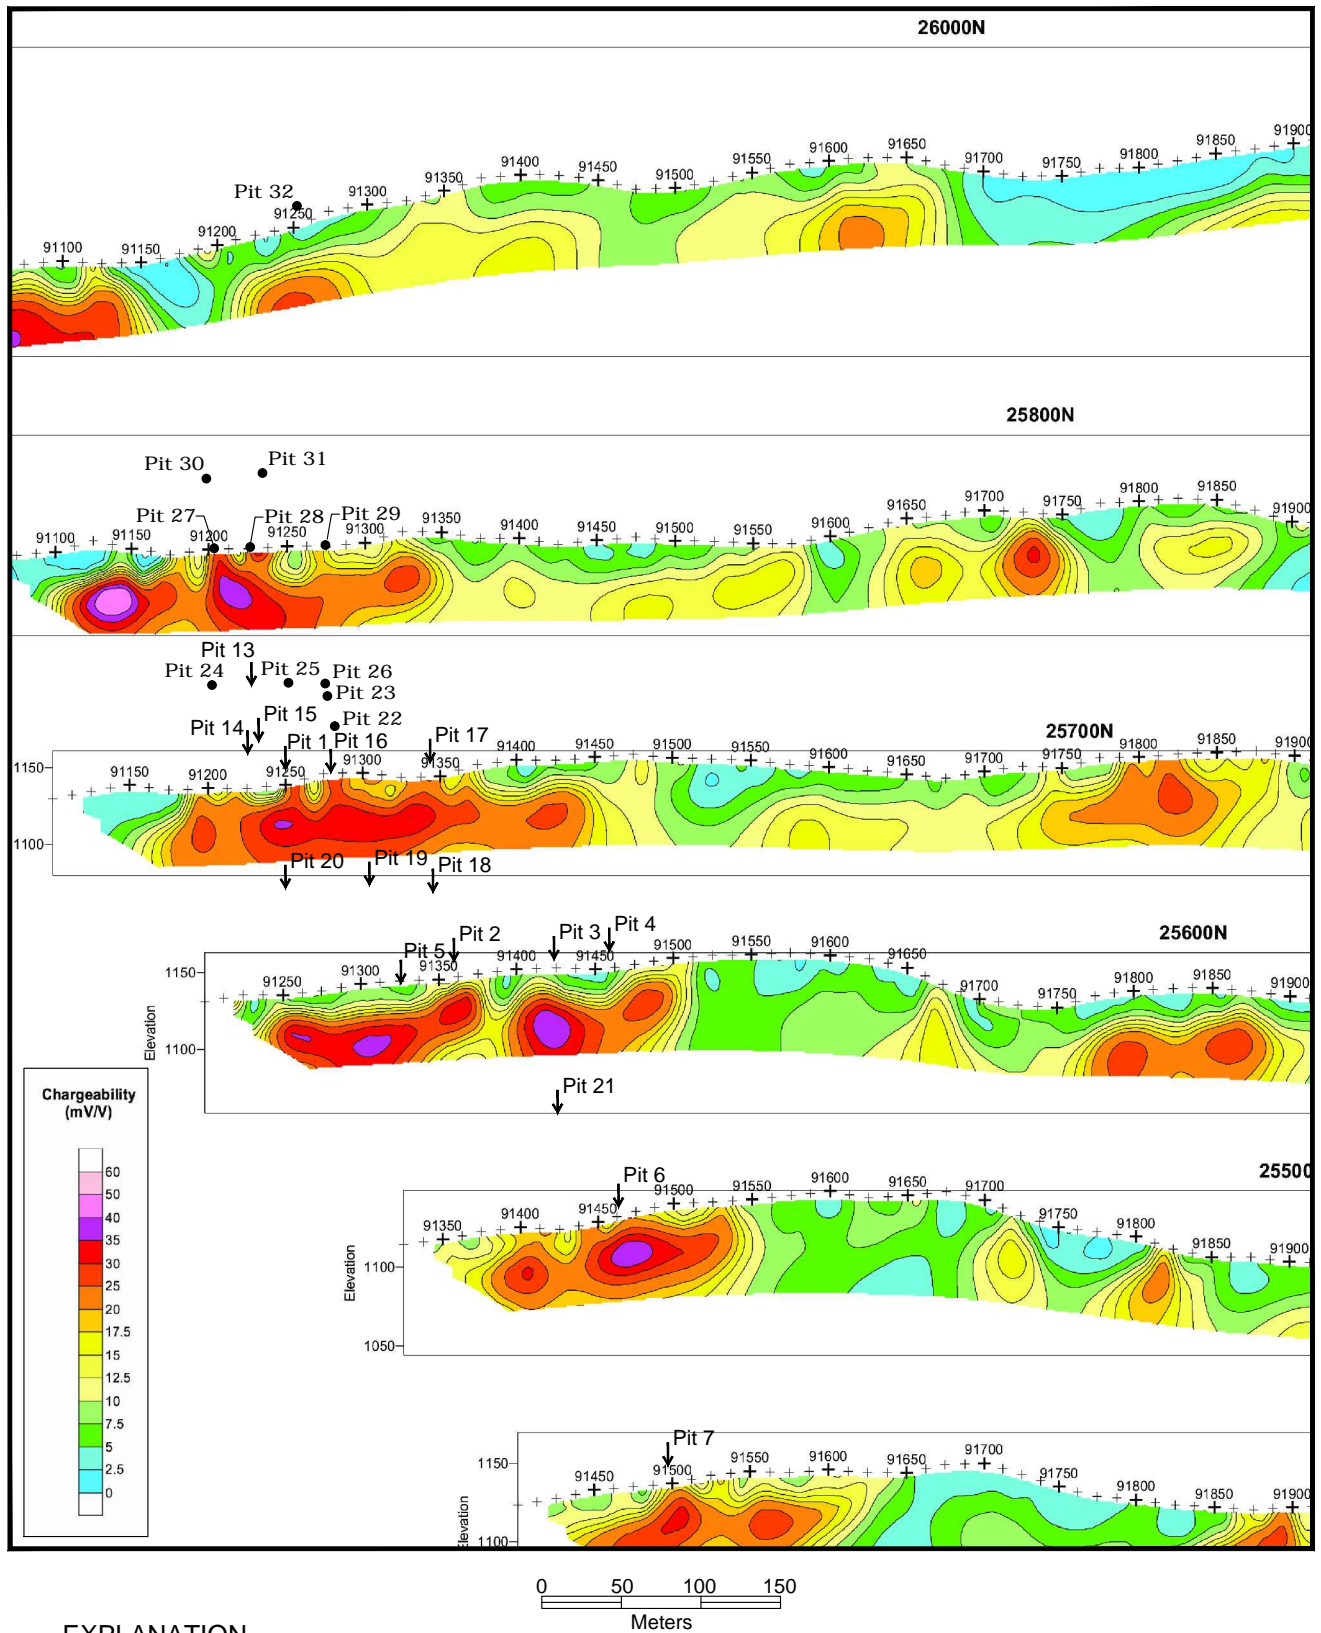 26000N
91100 91150 91200 91250 91300 91350 91400 91450 91500 91550 91600 91650 91700 91750 91800 91850 91900
Pit 32
25800N
Pit 30 Pit 31
Pit 27 Pit 28 Pit 29
91100 91150 91200 91250 91300 91350 91400 91450 91500 91550 91600 91650 91700 91750 91800 91850 91900
Pit 13
Pit 24 Pit 25 Pit 26
Pit 23
Pit 14 Pit 15 Pit 22
Pit 1 Pit 16 Pit 17
25700N
1150
91150 91200 91250 91300 91350 91400 91450 91500 91550 91600 91650 91700 91750 91800 91850 91900
1100
Pit 20 Pit 19 Pit 18
Pit 5 Pit 2 Pit 3 Pit 4
25600N
1150
91250 91300 91350 91400 91450 91500 91550 91600 91650 91700 91750 91800 91850 91900
Elevation
1100
Pit 21
Chargeability
(mV/V)
60
50
40
35
30
25
20
17.5
15
12.5
10
7.5
5
2.5
0
Pit 6
25500
91350 91400 91450 91500 91550 91600 91650 91700 91750 91800 91850 91900
Elevation
1100
1050
Pit 7
1150
91450 91500 91550 91600 91650 91700 91750 91800 91850 91900
Elevation
1100
0 50 100 150
Meters
EXPLANATION